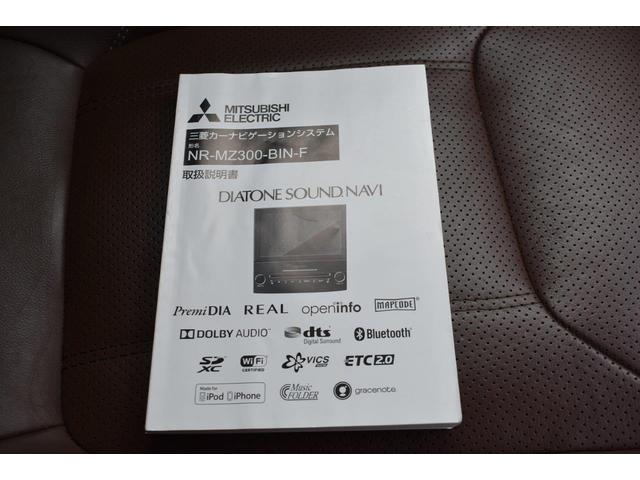 MITSUBISHI
ELECTRIC
三菱カーナビゲーションシステム
形名
NR-MZ300-BIN-F
取扱説明書
DIATONE SOUND.NAVI
PremiDIA REAL openinfo MAPCODE
DOLBY AUDIO dts Digital Surround Bluetooth
SD XC Wi Fi CERTIFIED VICS ETC2.0
Made for
iPod iPhone
Music FOLDER gracenote